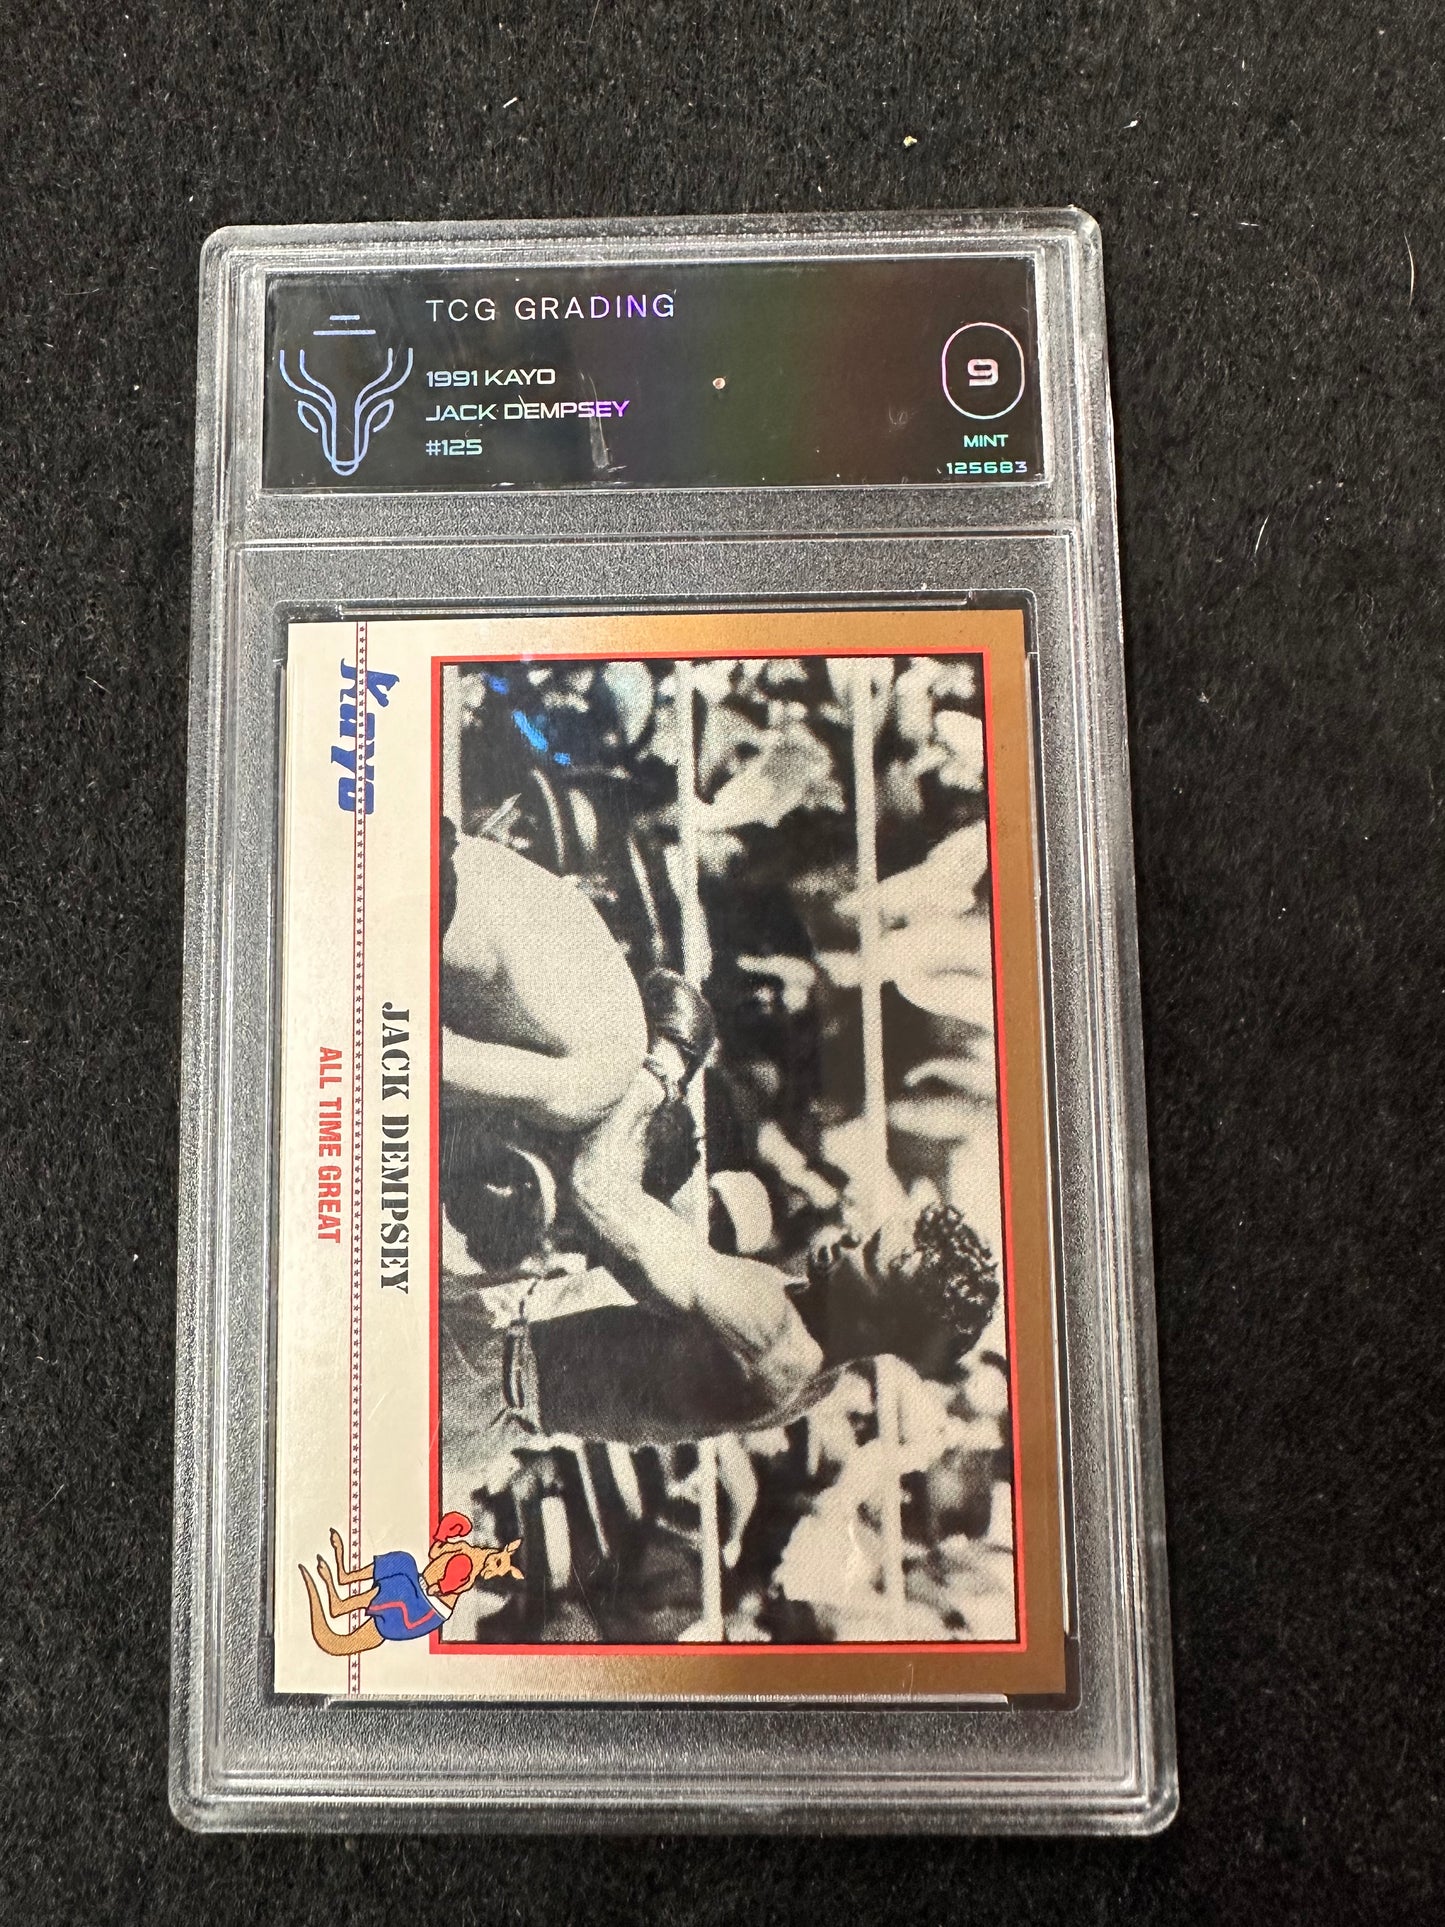 TCG GRADING
1991 KAYO
JACK DEMPSEY
#125
9
MINT
125683
Kayo
JACK DEMPSEY
ALL TIME GREAT